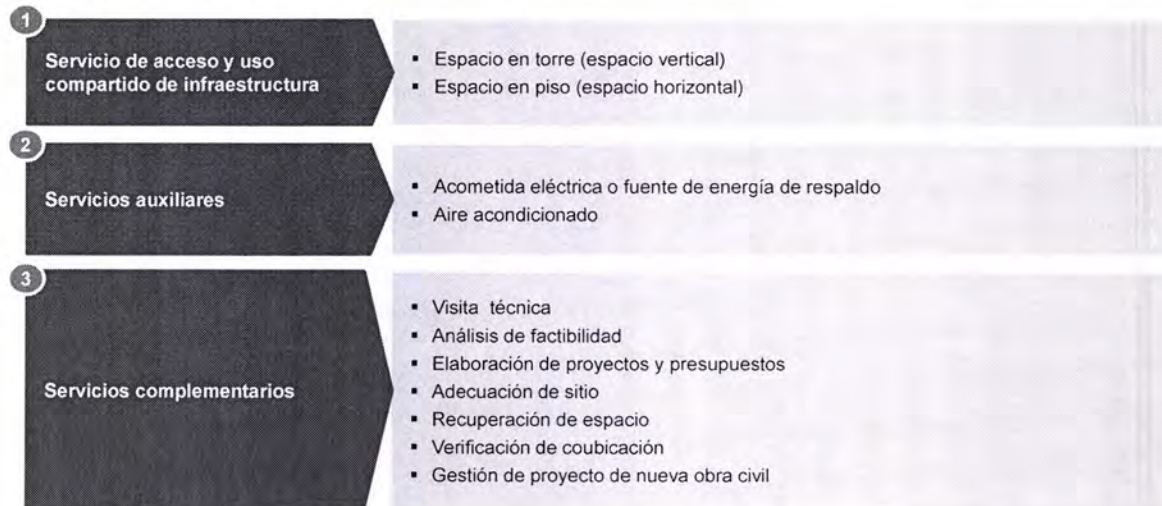 1
Servicio de acceso y uso
compartido de infraestructura
▪ Espacio en torre (espacio vertical)
▪ Espacio en piso (espacio horizontal)
2
Servicios auxiliares
▪ Acometida eléctrica o fuente de energía de respaldo
▪ Aire acondicionado
3
Servicios complementarios
▪ Visita técnica
▪ Análisis de factibilidad
▪ Elaboración de proyectos y presupuestos
▪ Adecuación de sitio
▪ Recuperación de espacio
▪ Verificación de coubicación
▪ Gestión de proyecto de nueva obra civil